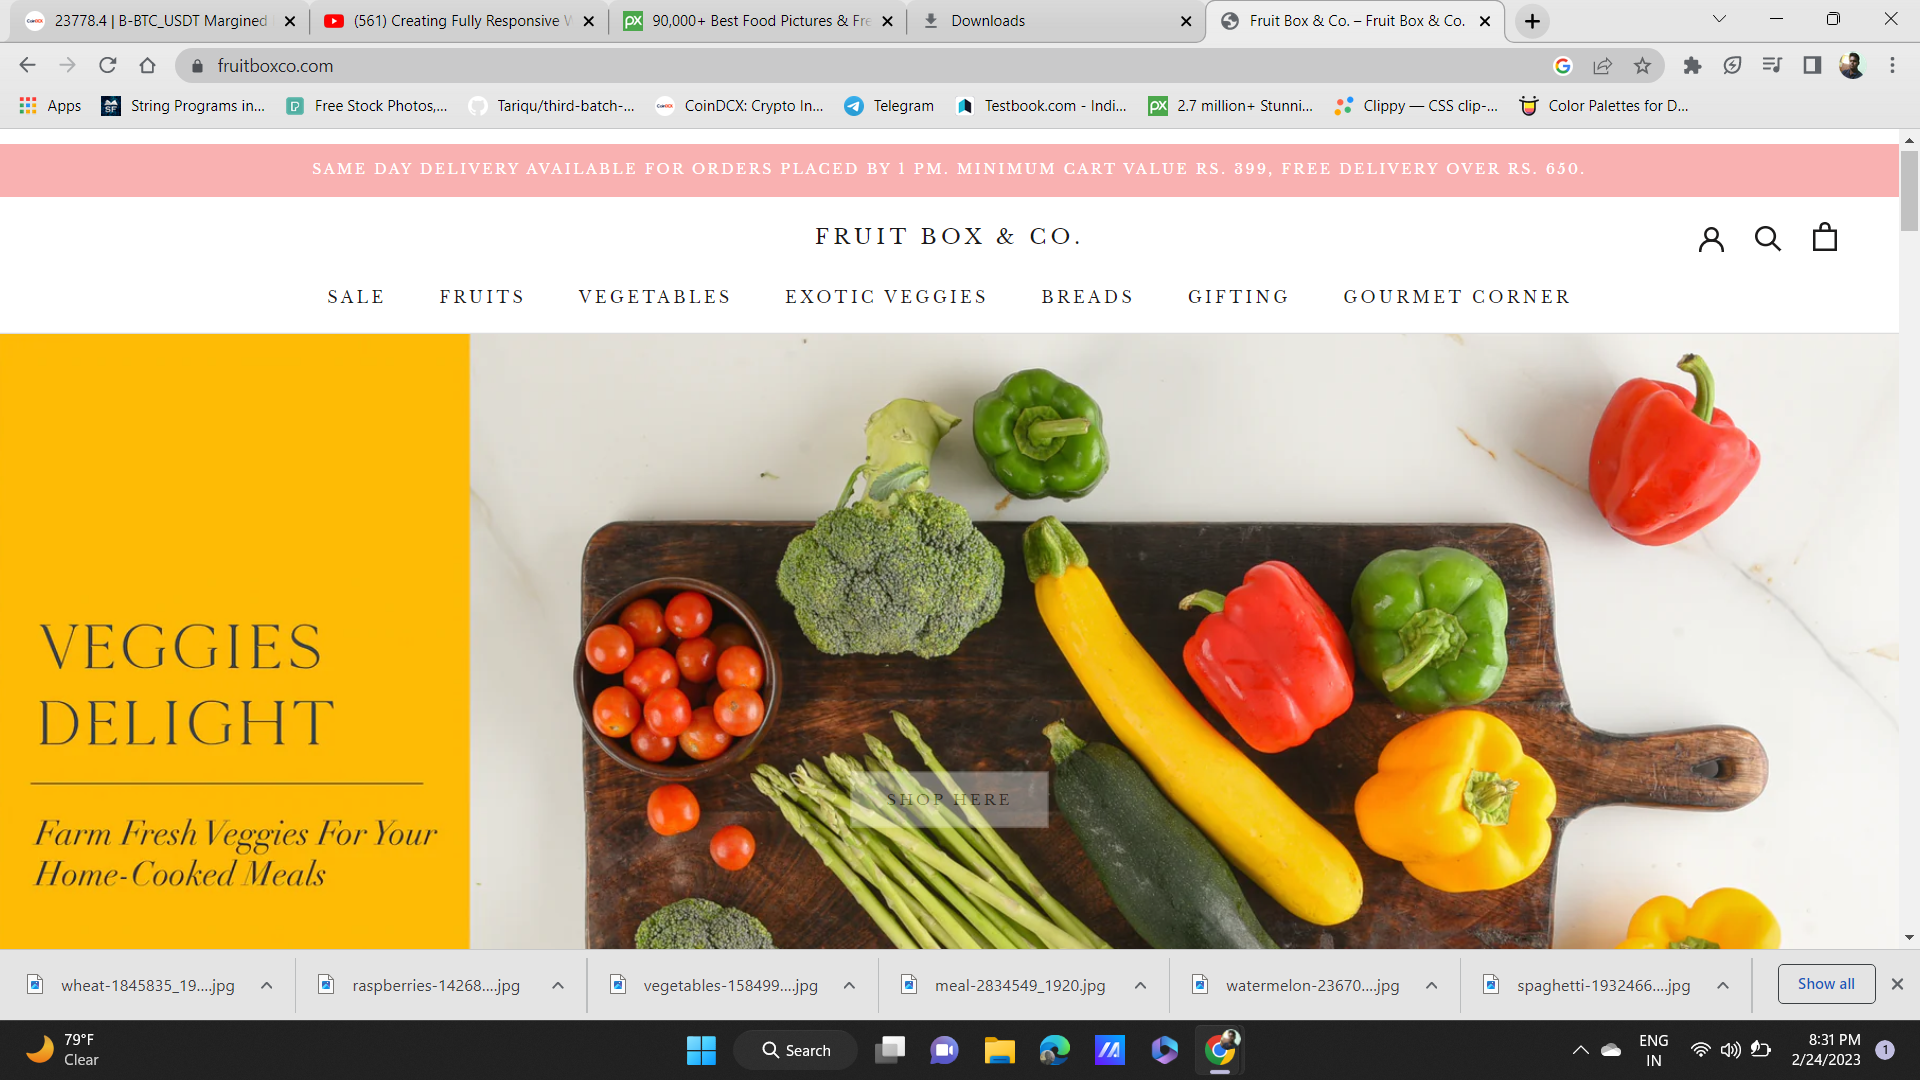 23778.4 | B-BTC_USDT Margined
(561) Creating Fully Responsive W
90,000+ Best Food Pictures & Fre
Downloads
Fruit Box & Co. – Fruit Box & Co.
fruitboxco.com
Apps
String Programs in...
Free Stock Photos,...
Tariqu/third-batch-...
CoinDCX: Crypto In...
Telegram
Testbook.com - Indi...
2.7 million+ Stunni...
Clippy — CSS clip-...
Color Palettes for D...
SAME DAY DELIVERY AVAILABLE FOR ORDERS PLACED BY 1 PM. MINIMUM CART VALUE RS. 399, FREE DELIVERY OVER RS. 650.
FRUIT BOX & CO.
SALE
FRUITS
VEGETABLES
EXOTIC VEGGIES
BREADS
GIFTING
GOURMET CORNER
VEGGIES
DELIGHT
Farm Fresh Veggies For Your
Home-Cooked Meals
SHOP HERE
wheat-1845835_19....jpg
raspberries-14268....jpg
vegetables-158499....jpg
meal-2834549_1920.jpg
watermelon-23670....jpg
spaghetti-1932466....jpg
Show all
79°F
Clear
Search
ENG
IN
8:31 PM
2/24/2023
1